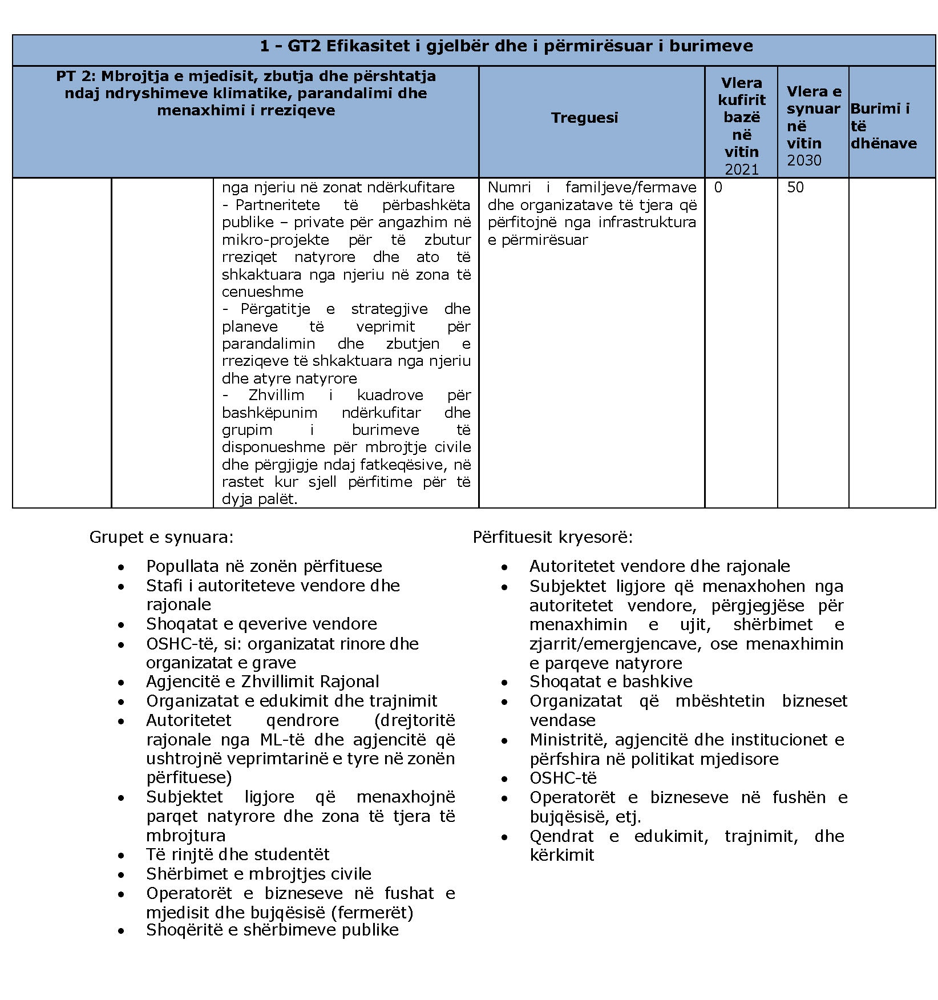 1 - GT2 Efikasitet i gjelbër dhe i përmirësuar i burimeve
PT 2: Mbrojtja e mjedisit, zbutja dhe përshtatja
ndaj ndryshimeve klimatike, parandalimi dhe
menaxhimi i rreziqeve
Treguesi
Vlera
kufirit
bazë
në
vitin
2021
Vlera e
synuar
në
vitin
2030
Burimi i
të
dhënave
nga njeriu në zonat ndërkufitare
- Partneritete të përbashkëta
publike – private për angazhim në
mikro-projekte për të zbutur
rreziqet natyrore dhe ato të
shkaktuara nga njeriu në zona të
cenueshme
- Përgatitje e strategjive dhe
planeve të veprimit për
parandalimin dhe zbutjen e
rreziqeve të shkaktuara nga njeriu
dhe atyre natyrore
- Zhvillim i kuadrove për
bashkëpunim ndërkufitar dhe
grupim i burimeve të
disponueshme për mbrojtje civile
dhe përgjigje ndaj fatkeqësive, në
rastet kur sjell përfitime për të
dyja palët.
Numri i familjeve/fermave
dhe organizatave të tjera që
përfitojnë nga infrastruktura
e përmirësuar
0
50
Grupet e synuara:
• Popullata në zonën përfituese
• Stafi i autoriteteve vendore dhe
rajonale
• Shoqatat e qeverive vendore
• OSHC-të, si: organizatat rinore dhe
organizatat e grave
• Agjencitë e Zhvillimit Rajonal
• Organizatat e edukimit dhe trajnimit
• Autoritetet qendrore (drejtoritë
rajonale nga ML-të dhe agjencitë që
ushtrojnë veprimtarinë e tyre në zonën
përfituese)
• Subjektet ligjore që menaxhojnë
parqet natyrore dhe zona të tjera të
mbrojtura
• Të rinjtë dhe studentët
• Shërbimet e mbrojtjes civile
• Operatorët e bizneseve në fushat e
mjedisit dhe bujqësisë (fermerët)
• Shoqëritë e shërbimeve publike
Përfituesit kryesorë:
• Autoritetet vendore dhe rajonale
• Subjektet ligjore që menaxhohen nga
autoritetet vendore, përgjegjëse për
menaxhimin e ujit, shërbimet e
zjarrit/emergjencave, ose menaxhimin
e parqeve natyrore
• Shoqatat e bashkive
• Organizatat që mbështetin bizneset
vendase
• Ministritë, agjencitë dhe institucionet e
përfshira në politikat mjedisore
• OSHC-të
• Operatorët e bizneseve në fushën e
bujqësisë, etj.
• Qendrat e edukimit, trajnimit, dhe
kërkimit